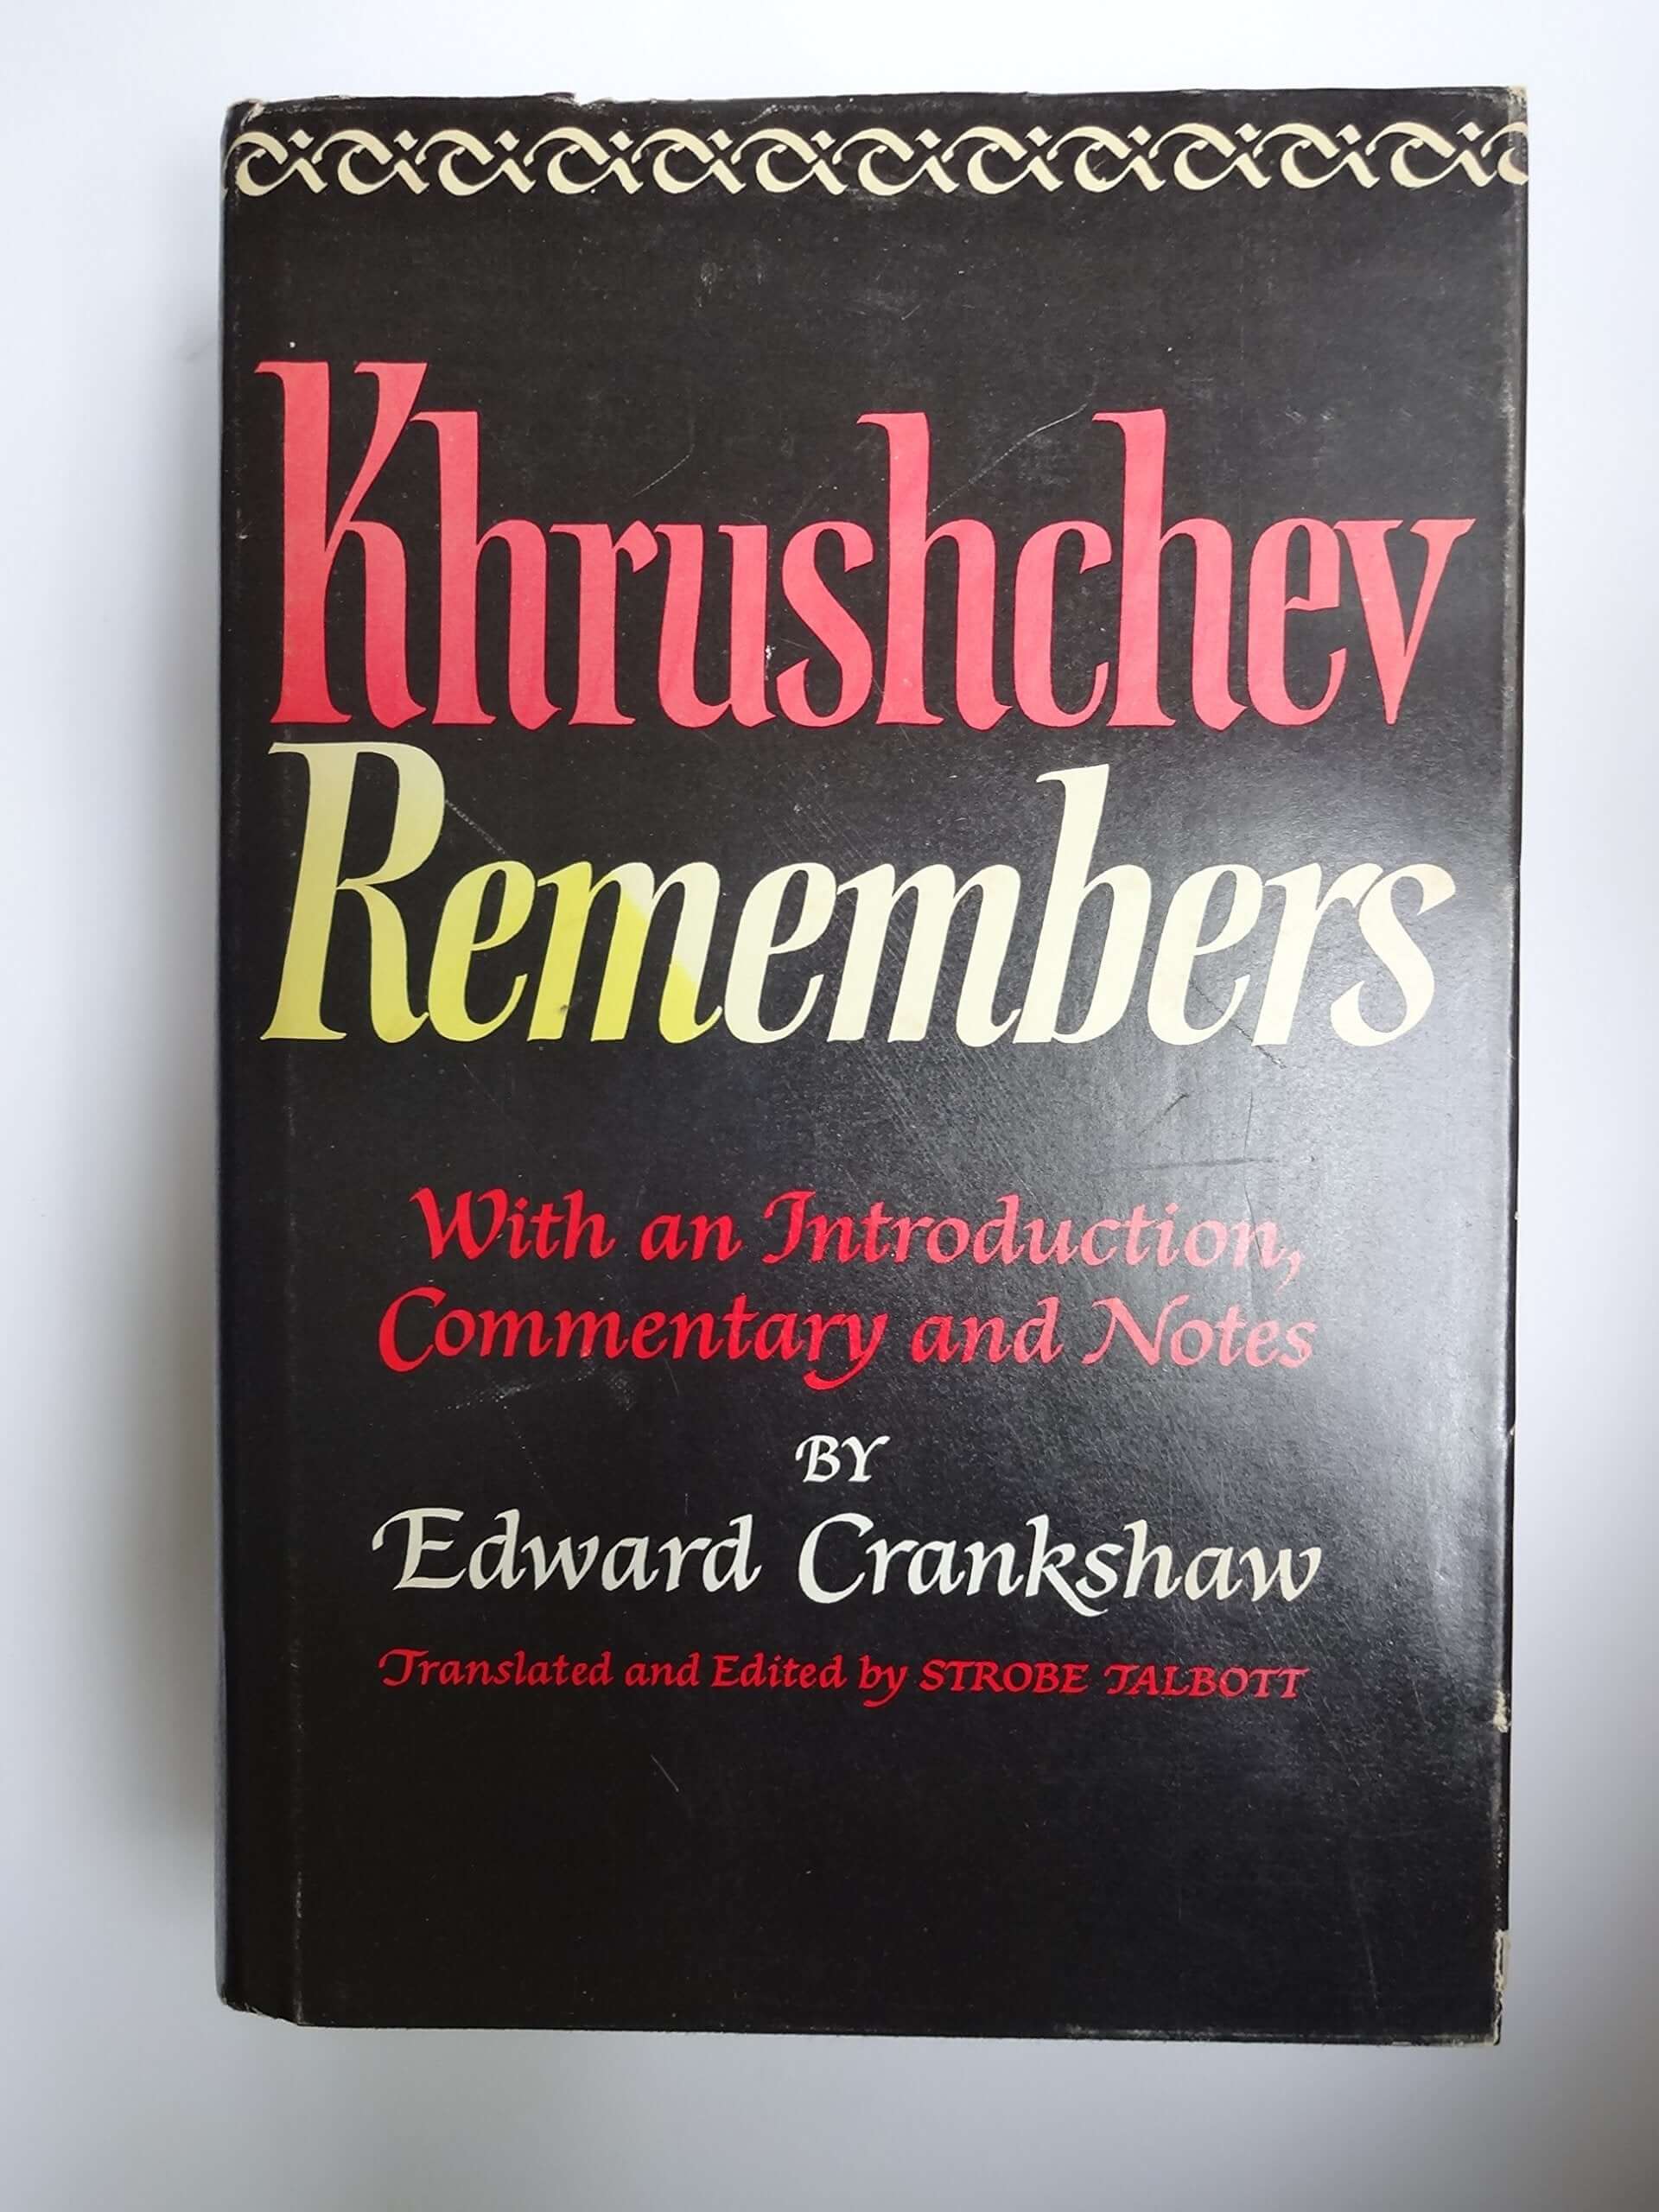 Khrushchev
Remembers
With an Introduction,
Commentary and Notes
BY
Edward Crankshaw
Translated and Edited by STROBE TALBOTT